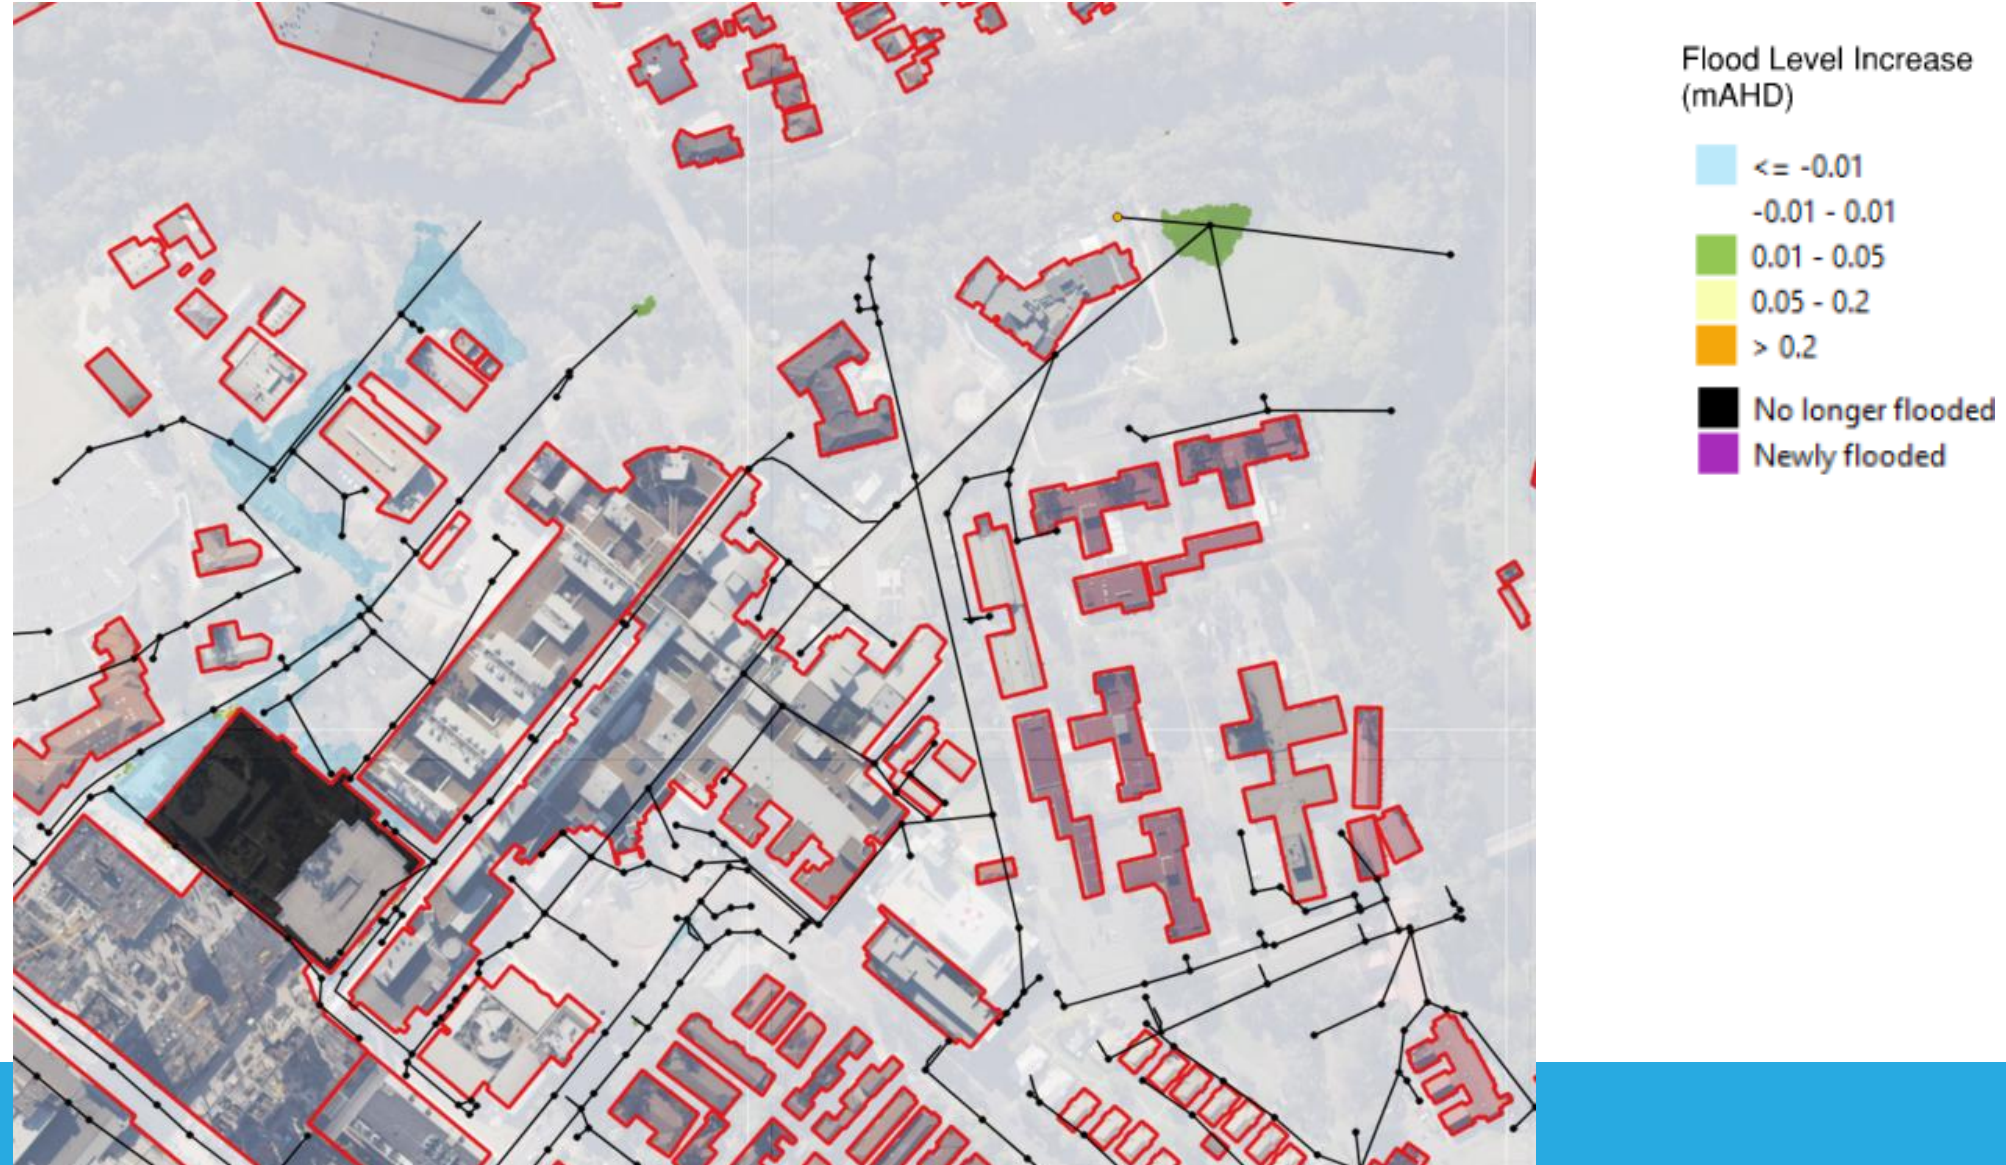 Flood Level Increase
(mAHD)
<= -0.01
-0.01 - 0.01
0.01 - 0.05
0.05 - 0.2
> 0.2
No longer flooded
Newly flooded